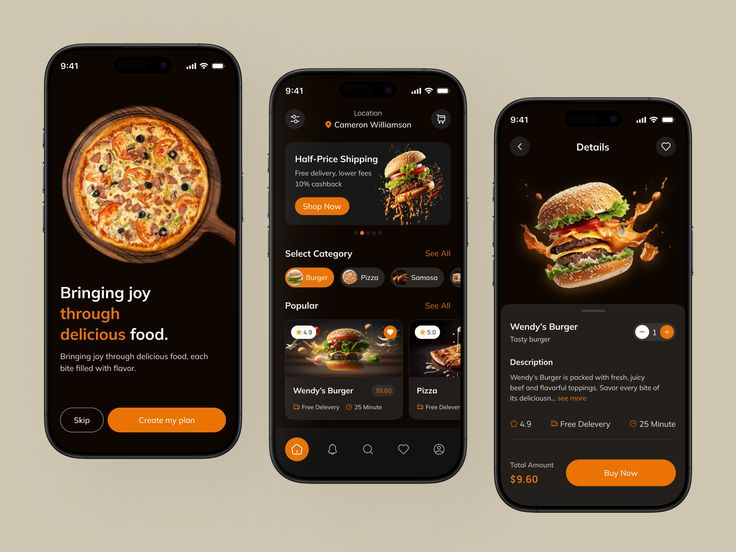 9:41
Bringing joy
through
delicious food.
Bringing joy through delicious food, each
bite filled with flavor.
Skip
Create my plan
9:41
Location
Cameron Williamson
Half-Price Shipping
Free delivery, lower fees
10% cashback
Shop Now
Select Category
See All
Burger
Pizza
Samosa
Popular
See All
4.9
5.0
Wendy's Burger
$9.60
Pizza
Free Delevery
25 Minute
Free Delever
9:41
Details
Wendy's Burger
Tasty burger
1
Description
Wendy's Burger is packed with fresh, juicy
beef and flavorful toppings. Savor every bite of
its deliciousn... see more
4.9
Free Delevery
25 Minute
Total Amount
$9.60
Buy Now